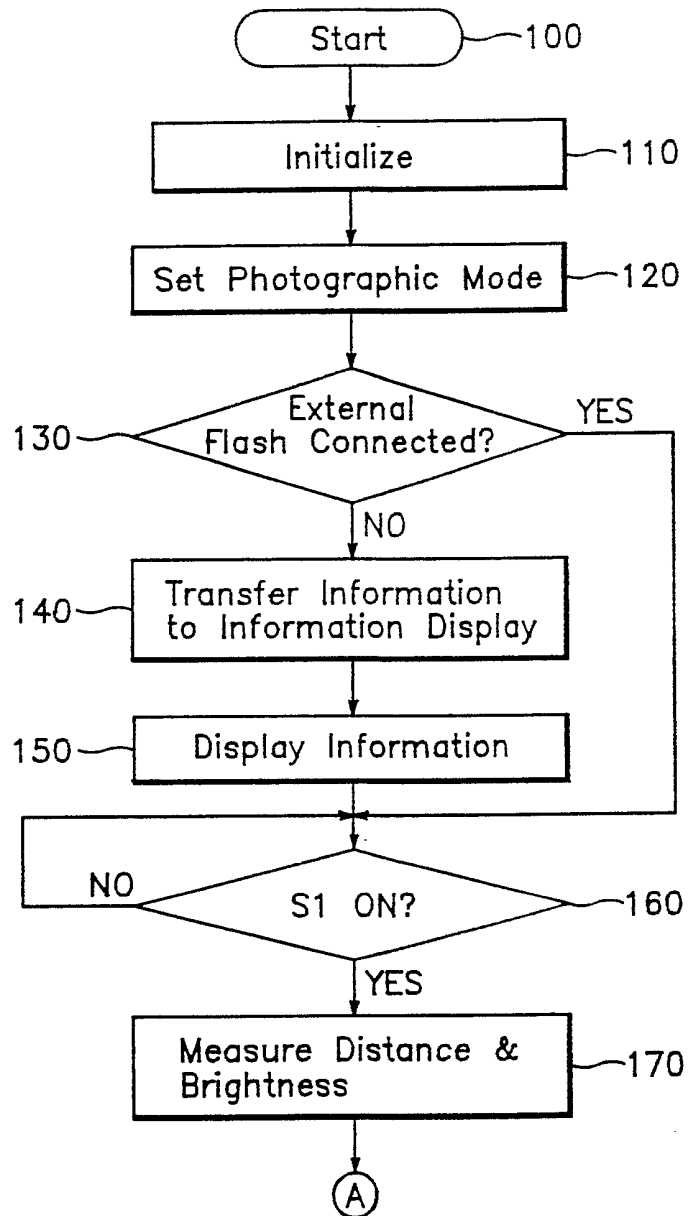 Start
100
Initialize
110
Set Photographic Mode
120
External
Flash Connected?
YES
130
NO
Transfer Information
to Information Display
140
Display Information
150
NO
S1 ON?
160
YES
Measure Distance &
Brightness
170
A